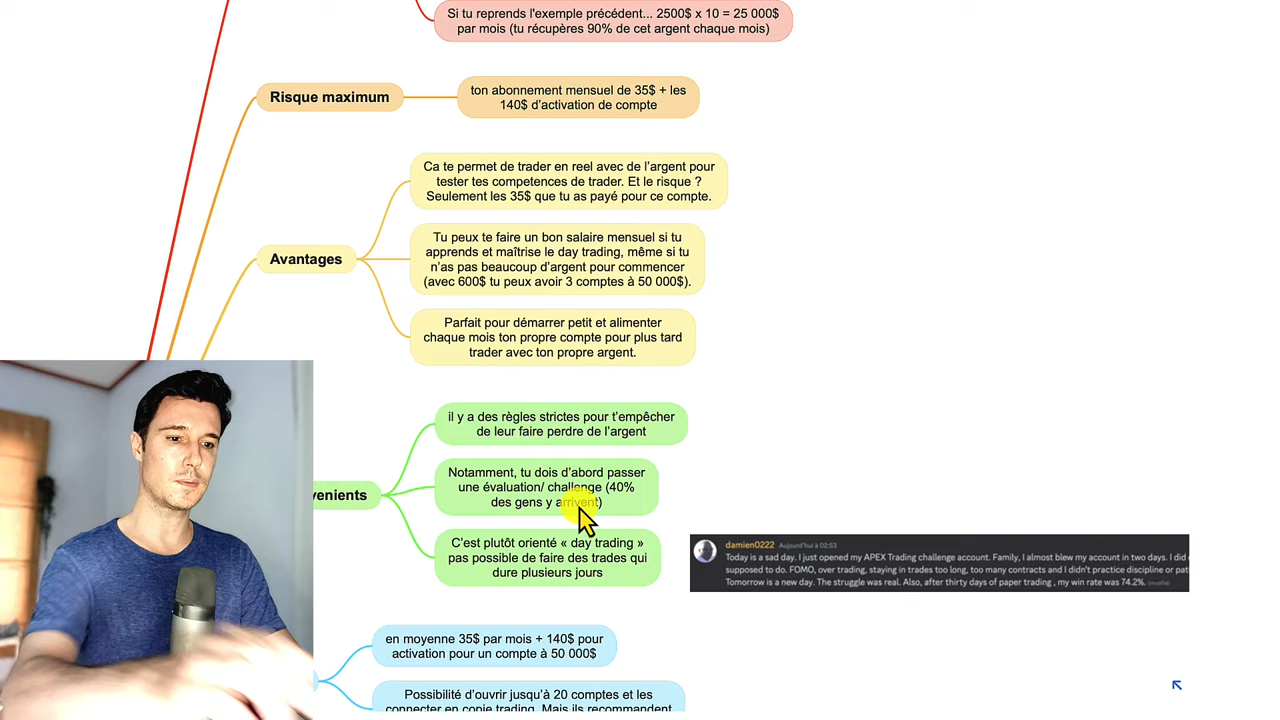 Si tu reprends l'exemple précédent... 2500$ x 10 = 25 000$
par mois (tu récupères 90% de cet argent chaque mois)
Risque maximum
ton abonnement mensuel de 35$ + les
140$ d'activation de compte
Ca te permet de trader en reel avec de l'argent pour
tester tes competences de trader. Et le risque ?
Seulement les 35$ que tu as payé pour ce compte.
Avantages
Tu peux te faire un bon salaire mensuel si tu
apprends et maîtrise le day trading, même si tu
n'as pas beaucoup d'argent pour commencer
(avec 600$ tu peux avoir 3 comptes à 50 000$).
Parfait pour démarrer petit et alimenter
chaque mois ton propre compte pour plus tard
trader avec ton propre argent.
venients
il y a des règles strictes pour t'empêcher
de leur faire perdre de l'argent
Notamment, tu dois d'abord passer
une évaluation/ challenge (40%
des gens y arrivent)
C'est plutôt orienté « day trading »
pas possible de faire des trades qui
dure plusieurs jours
damien0222 Aujourd'hui à 02:53
Today is a sad day. I just opened my APEX Trading challenge account. Family, I almost blew my account in two days. I did
supposed to do. FOMO, over trading, staying in trades too long, too many contracts and I didn't practice discipline or pat
Tomorrow is a new day. The struggle was real. Also, after thirty days of paper trading , my win rate was 74.2%. (modifié)
en moyenne 35$ par mois + 140$ pour
activation pour un compte à 50 000$
Possibilité d'ouvrir jusqu'à 20 comptes et les
connecter en copie trading. Mais ils recommandent